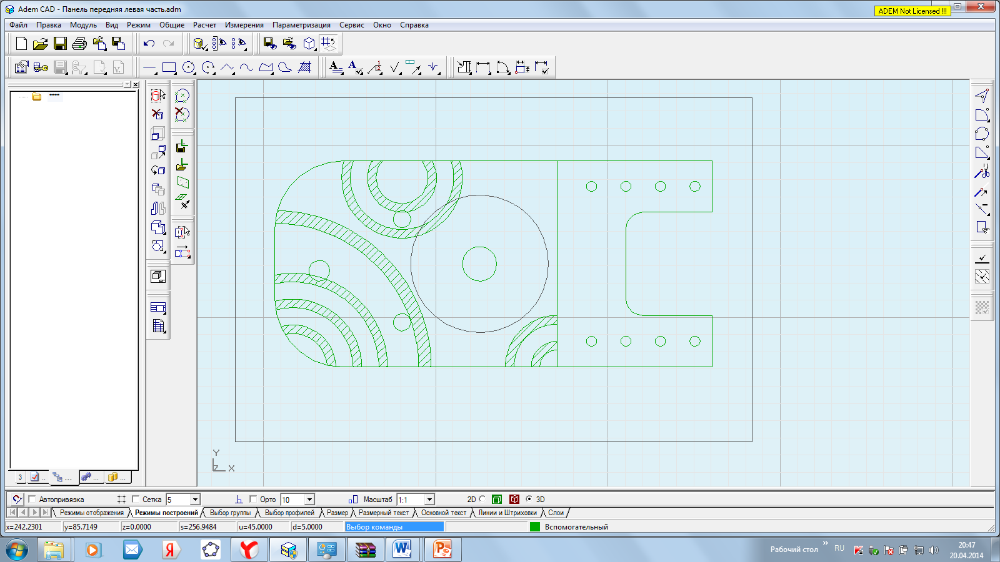 Adem CAD - Панель передняя левая часть.adm
ADEM Not Licensed !!!
Файл Правка Модуль Вид Режим Общие Расчет Измерения Параметризация Сервис Окно Справка
****
Y
Z X
3 .. ... ... ...
Автопривязка Сетка 5 Орто 10 Масштаб 1:1 2D 3D
Режимы отображения Режимы построений Выбор группы Выбор профилей Размер Размерный текст Основной текст Линии и Штриховки Слои
x=242.2301 y=85.7149 z=0.0000 s=256.9484 u=45.0000 d=5.0000 Выбор команды Вспомогательный
Рабочий стол » RU 20:47
20.04.2014